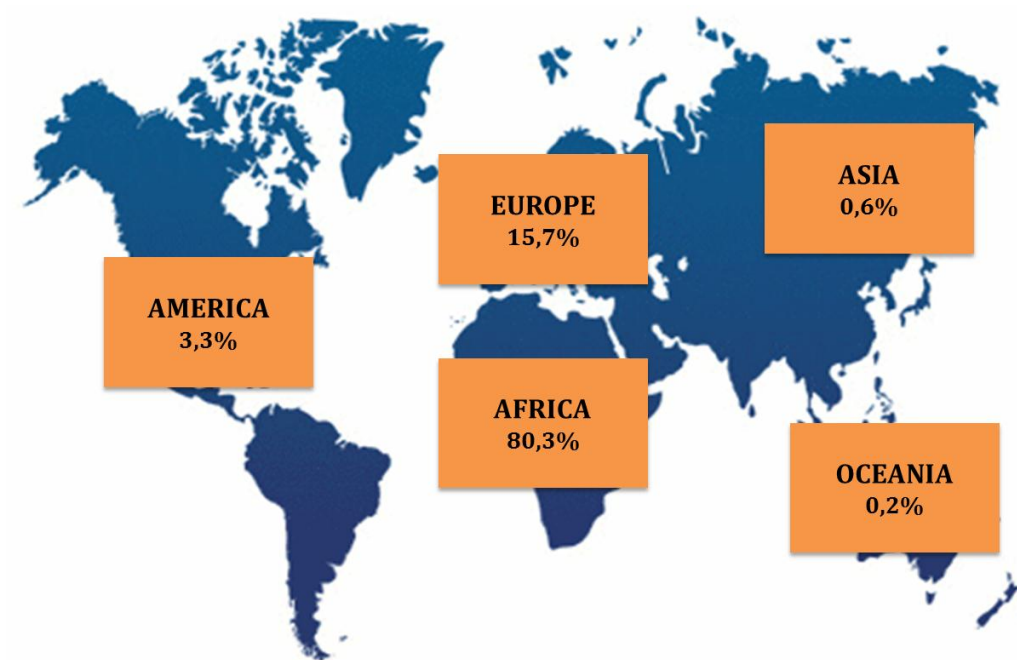 EUROPE
15,7%
ASIA
0,6%
AMERICA
3,3%
AFRICA
80,3%
OCEANIA
0,2%